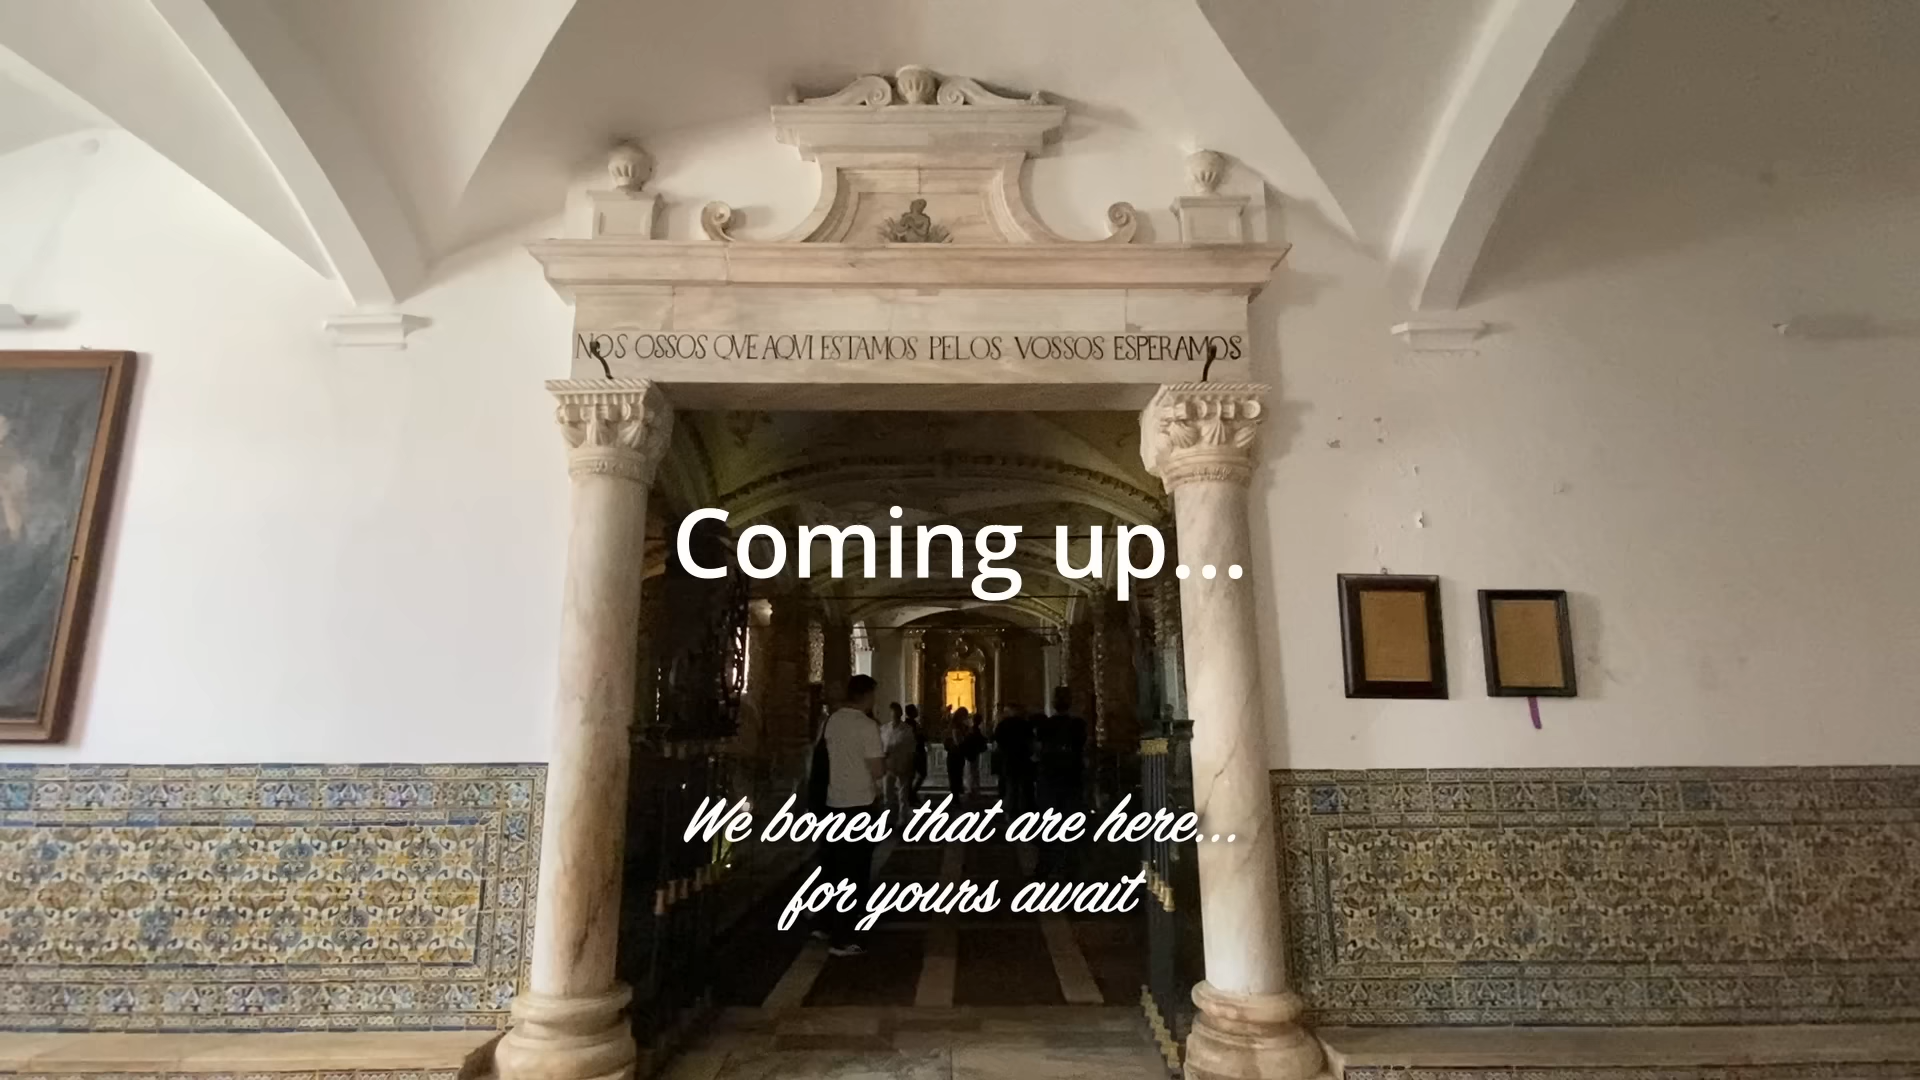 NOS OSSOS QVE AQVI ESTAMOS PELOS VOSSOS ESPERAMOS
Coming up...
We bones that are here...
for yours await